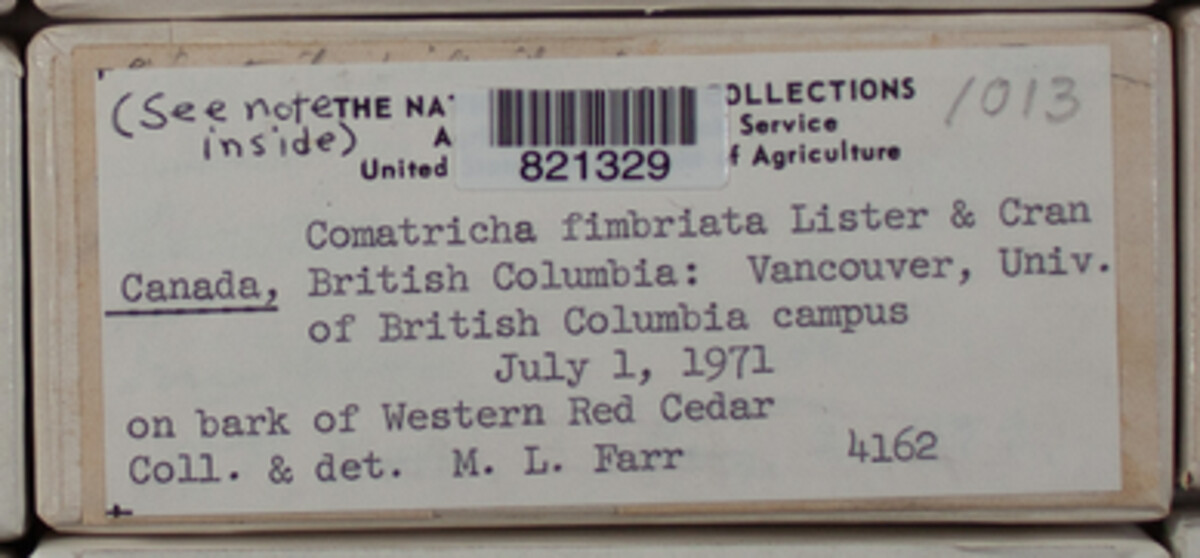 (See note
inside)
THE NA OLLECTIONS
A Service
United f Agriculture
821329
1013
Comatricha fimbriata Lister & Cran
Canada, British Columbia: Vancouver, Univ.
of British Columbia campus
July 1, 1971
on bark of Western Red Cedar
Coll. & det. M. L. Farr 4162